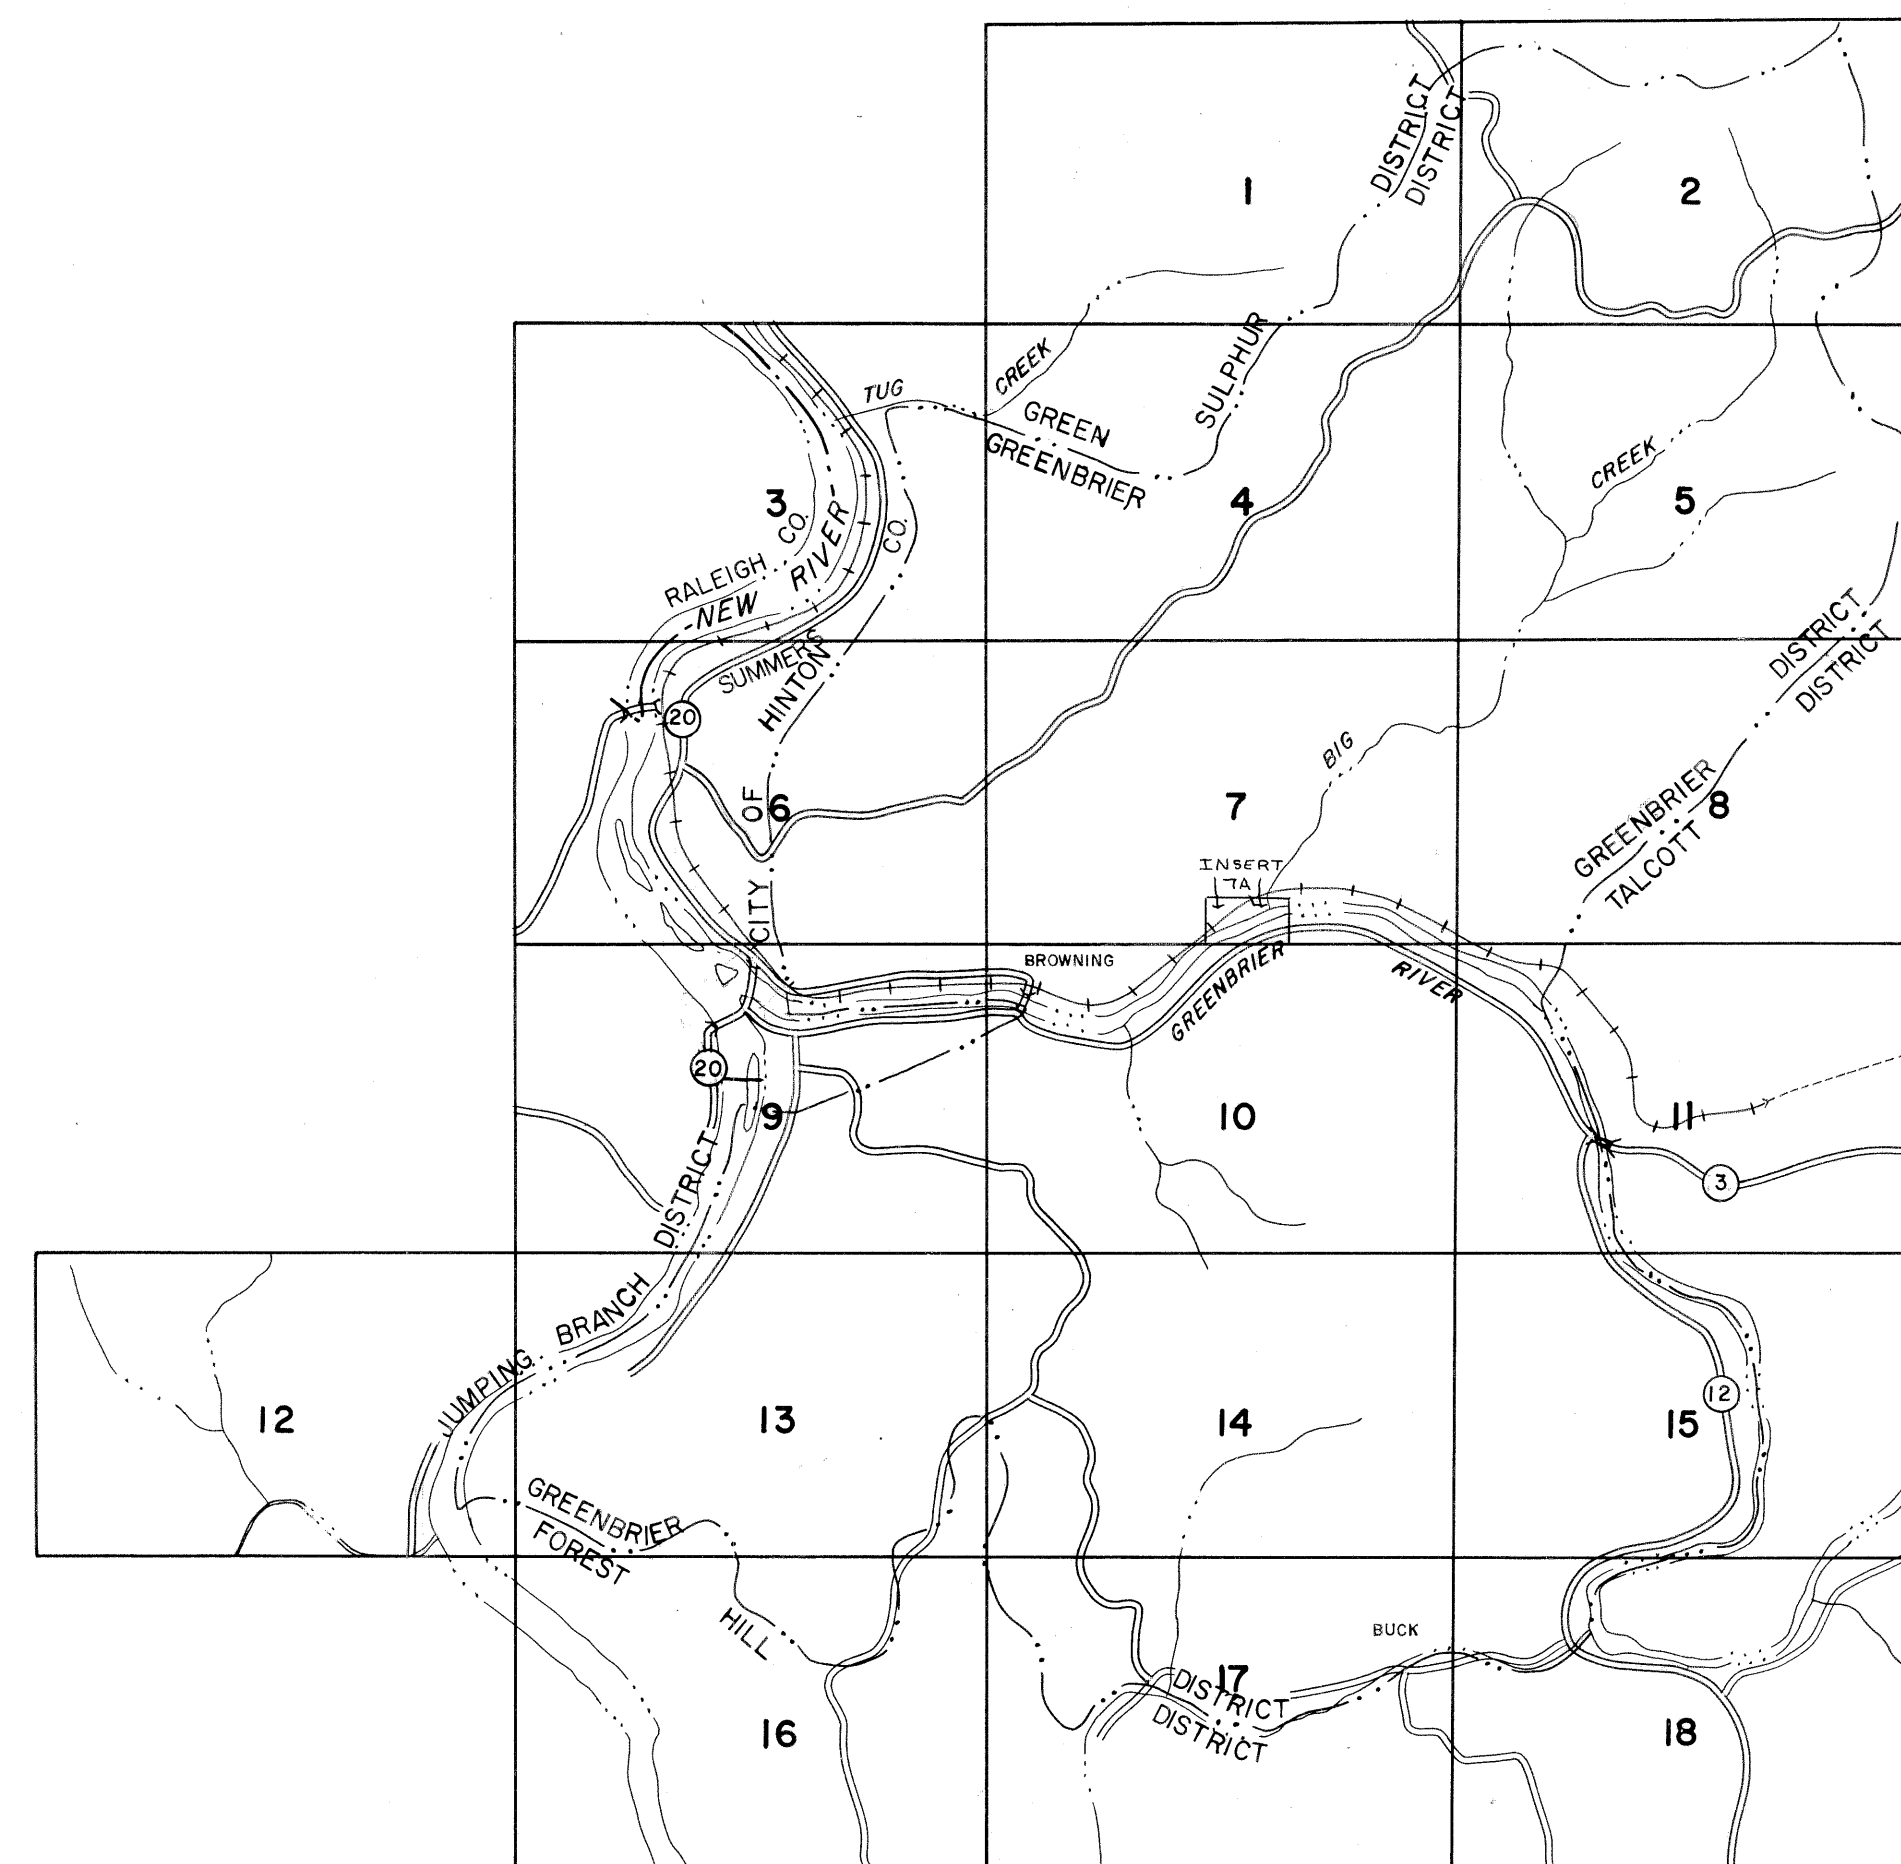 DISTRICT
DISTRICT
1
2
SULPHUR
TUG
CREEK
GREEN
GREENBRIER
3
4
CREEK
5
RALEIGH CO.
NEW RIVER
SUMMERS CO.
CITY OF HINTON
20
6
BIG
7
INSERT
7A
DISTRICT
DISTRICT
GREENBRIER
TALCOTT
8
BROWNING
GREENBRIER RIVER
20
9
10
11
3
JUMPING BRANCH DISTRICT
12
13
14
15
12
GREENBRIER
FOREST HILL
BUCK
17
DISTRICT
DISTRICT
16
18